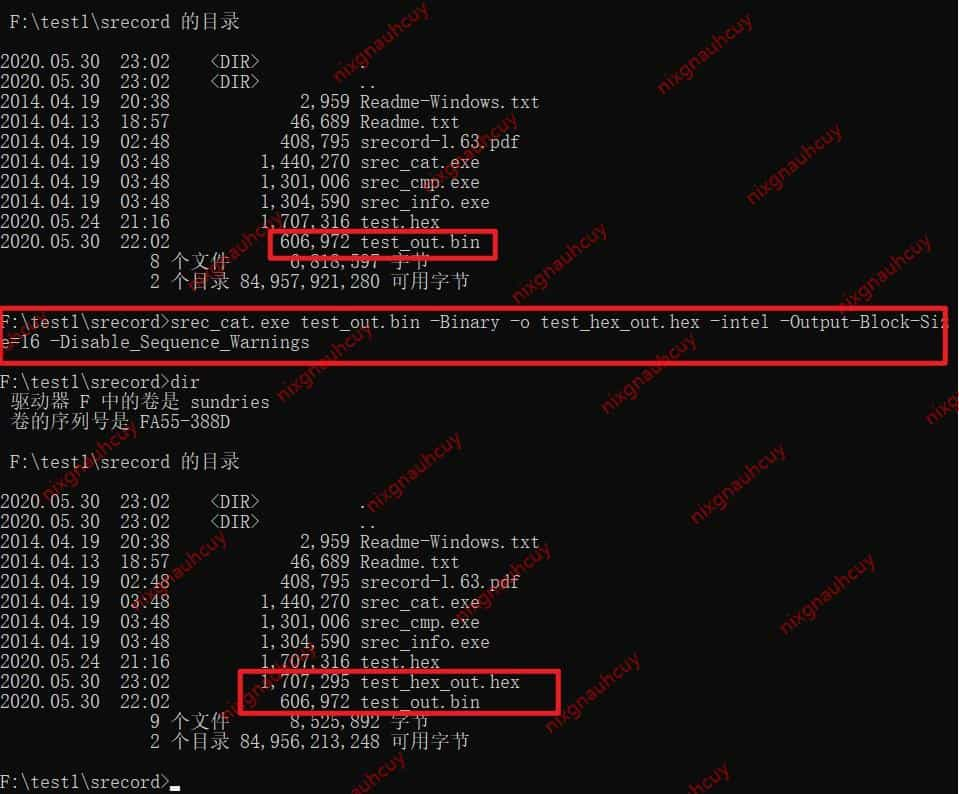 F:\test1\srecord 的目录
2020.05.30  23:02    <DIR>          .
2020.05.30  23:02    <DIR>          ..
2014.04.19  20:38             2,959 Readme-Windows.txt
2014.04.13  18:57            46,689 Readme.txt
2014.04.19  02:48           408,795 srecord-1.63.pdf
2014.04.19  03:48         1,440,270 srec_cat.exe
2014.04.19  03:48         1,301,006 srec_cmp.exe
2014.04.19  03:48         1,304,590 srec_info.exe
2020.05.24  21:16         1,707,316 test.hex
2020.05.30  22:02           606,972 test_out.bin
8 个文件      6,818,597 字节
2 个目录 84,957,921,280 可用字节
F:\test1\srecord>srec_cat.exe test_out.bin -Binary -o test_hex_out.hex -intel -Output-Block-Siz
e=16 -Disable_Sequence_Warnings
F:\test1\srecord>dir
驱动器 F 中的卷是 sundries
卷的序列号是 FA55-388D
F:\test1\srecord 的目录
2020.05.30  23:02    <DIR>          .
2020.05.30  23:02    <DIR>          ..
2014.04.19  20:38             2,959 Readme-Windows.txt
2014.04.13  18:57            46,689 Readme.txt
2014.04.19  02:48           408,795 srecord-1.63.pdf
2014.04.19  03:48         1,440,270 srec_cat.exe
2014.04.19  03:48         1,301,006 srec_cmp.exe
2014.04.19  03:48         1,304,590 srec_info.exe
2020.05.24  21:16         1,707,316 test.hex
2020.05.30  23:02         1,707,295 test_hex_out.hex
2020.05.30  22:02           606,972 test_out.bin
9 个文件      8,525,892 字节
2 个目录 84,956,213,248 可用字节
F:\test1\srecord>
nixgnauhcuy